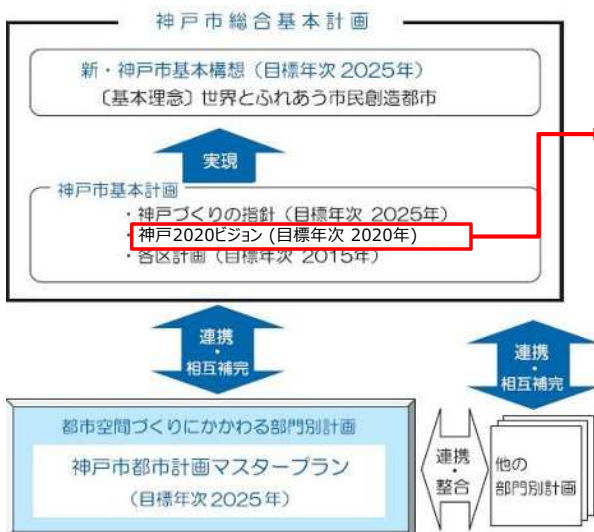 神戸市総合基本計画
新・神戸市基本構想(目標年次 2025年)
〔基本理念〕世界とふれあう市民創造都市
実現
神戸市基本計画
・神戸づくりの指針(目標年次 2025年)
・神戸2020ビジョン (目標年次 2020年)
・各区計画(目標年次 2015年)
連携
・
相互補完
連携
・
相互補完
都市空間づくりにかかわる部門別計画
神戸市都市計画マスタープラン
(目標年次2025年)
連携
・
整合
他の
部門別計画